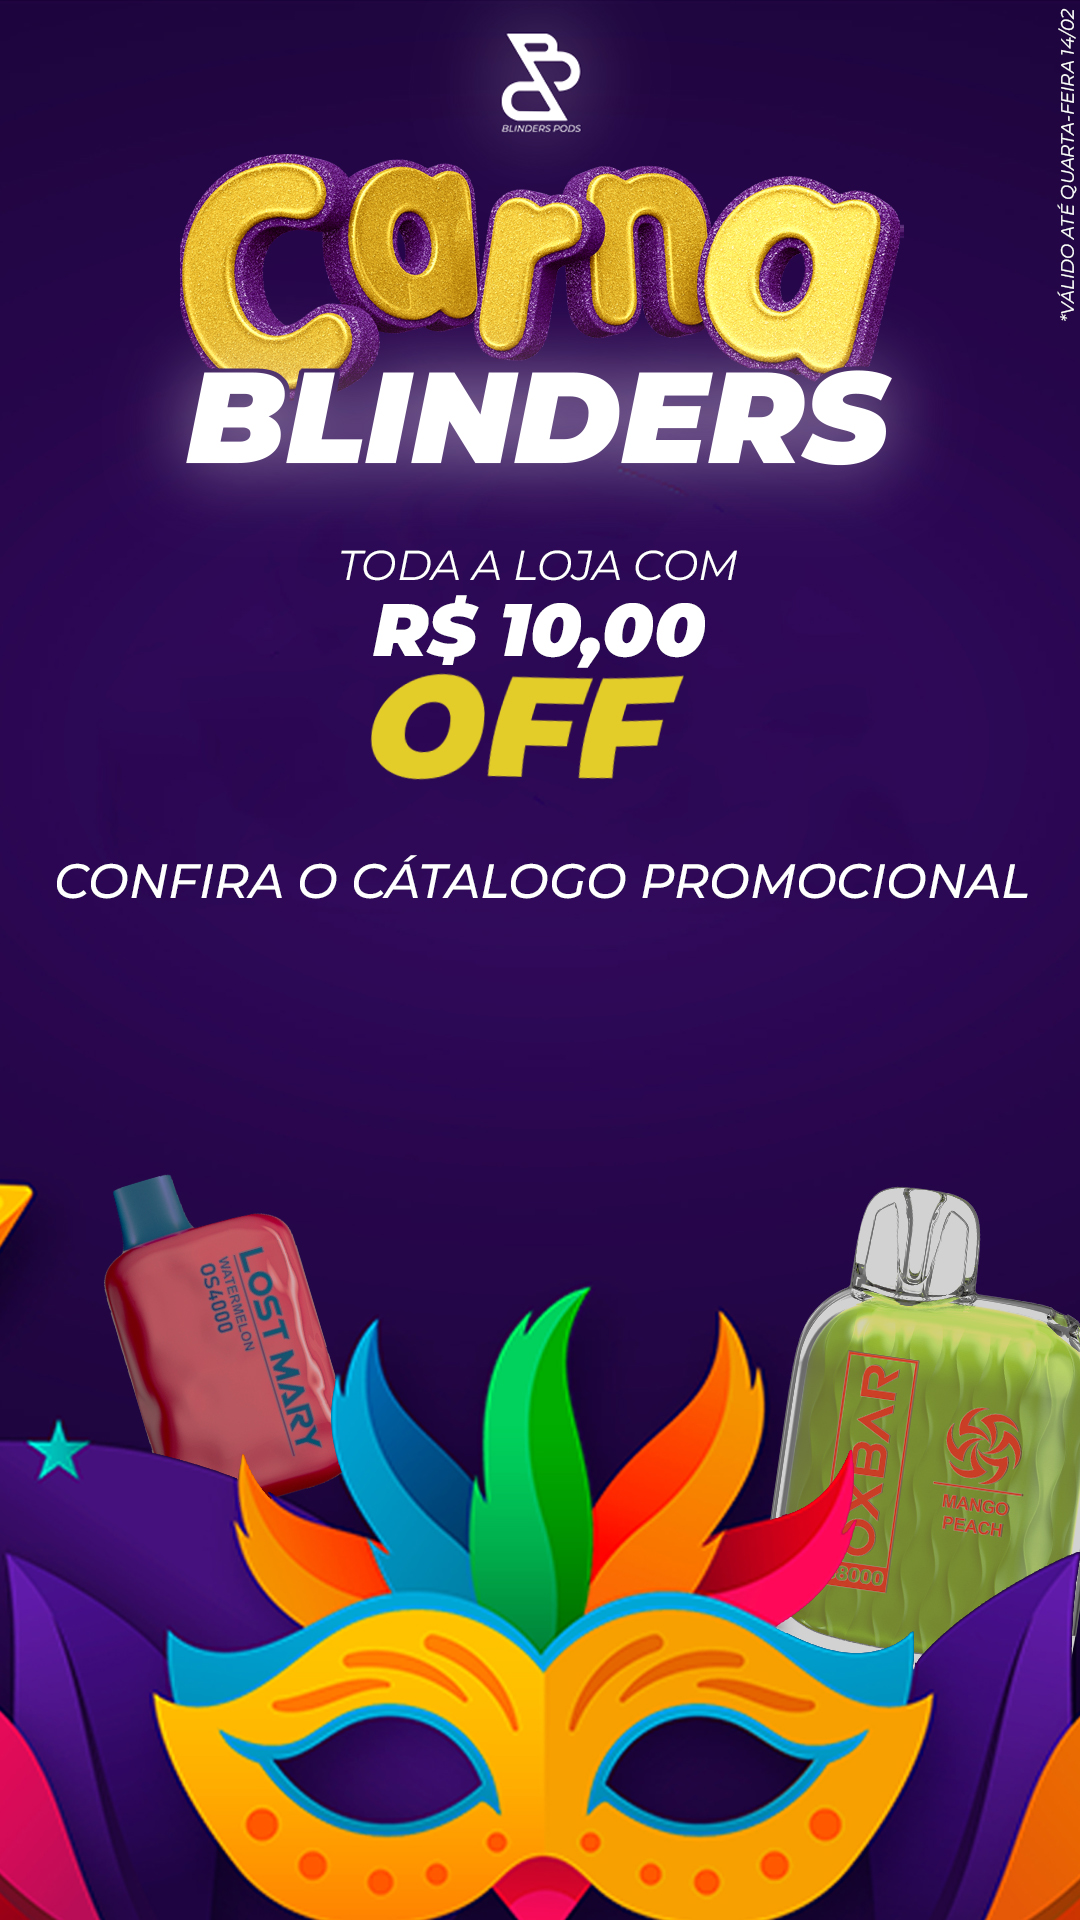 BLINDERS PODS
*VÁLIDO ATÉ QUARTA-FEIRA 14/02
Carna
BLINDERS
TODA A LOJA COM
R$ 10,00
OFF
CONFIRA O CÁTALOGO PROMOCIONAL
LOST MARY
WATERMELON
OS4000
OXBAR
8000
MANGO
PEACH